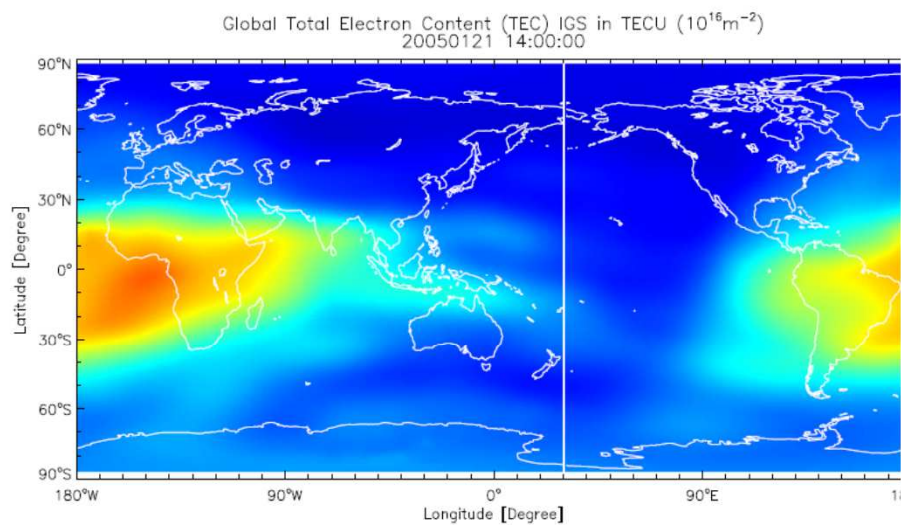 Global Total Electron Content (TEC) IGS in TECU (10¹⁶m⁻²)
20050121 14:00:00
90°N
60°N
30°N
0°
30°S
60°S
90°S
Latitude [Degree]
180°W 90°W 0° 90°E 18
Longitude [Degree]